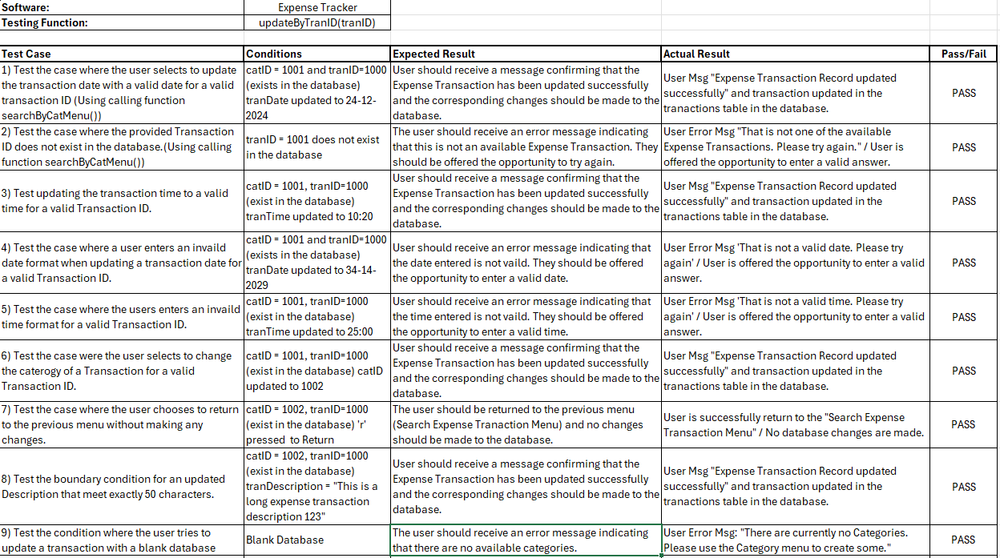 Software: Expense Tracker
Testing Function: updateByTranID(tranID)
Test Case Conditions Expected Result Actual Result Pass/Fail
1) Test the case where the user selects to update
the transaction date with a valid date for a valid
transaction ID (Using calling function
searchByCatMenu())
catID = 1001 and tranID=1000
(exists in the database)
tranDate updated to 24-12-
2024
User should receive a message confirming that the
Expense Transaction has been updated successfully
and the corresponding changes should be made to the
database.
User Msg "Expense Transaction Record updated
successfully" and transaction updated in the
tranactions table in the database.
PASS
2) Test the case where the provided Transaction
ID does not exist in the database.(Using calling
function searchByCatMenu())
tranID = 1001 does not exist
in the database
The user should receive an error message indicating
that this is not an available Expense Transaction. They
should be offered the opportunity to try again.
User Error Msg "That is not one of the available
Expense Transactions. Please try again." / User is
offered the opportunity to enter a valid answer.
PASS
3) Test updating the transaction time to a valid
time for a valid Transaction ID.
catID = 1001, tranID=1000
(exist in the database)
tranTime updated to 10:20
User should receive a message confirming that the
Expense Transaction has been updated successfully
and the corresponding changes should be made to the
database.
User Msg "Expense Transaction Record updated
successfully" and transaction updated in the
tranactions table in the database.
PASS
4) Test the case where a user enters an invaild
date format when updating a transaction date for
a valid Transaction ID.
catID = 1001 and tranID=1000
(exists in the database)
tranDate updated to 34-14-
2029
User should receive an error message indicating that
the date entered is not vaild. They should be offered
the opportunity to enter a valid date.
User Error Msg 'That is not a valid date. Please try
again' / User is offered the opportunity to enter a valid
answer.
PASS
5) Test the case where the users enters an invaild
time format for a valid Transaction ID.
catID = 1001, tranID=1000
(exist in the database)
tranTime updated to 25:00
User should receive an error message indicating that
the time entered is not vaild. They should be offered
the opportunity to enter a valid time.
User Error Msg 'That is not a valid time. Please try
again' / User is offered the opportunity to enter a valid
answer.
PASS
6) Test the case were the user selects to change
the caterogy of a Transaction for a valid
Transaction ID.
catID = 1001, tranID=1000
(exist in the database) catID
updated to 1002
User should receive a message confirming that the
Expense Transaction has been updated successfully
and the corresponding changes should be made to the
database.
User Msg "Expense Transaction Record updated
successfully" and transaction updated in the
tranactions table in the database.
PASS
7) Test the case where the user chooses to return
to the previous menu without making any
changes.
catID = 1002, tranID=1000
(exist in the database) 'r'
pressed to Return
The user should be returned to the previous menu
(Search Expense Tranaction Menu) and no changes
should be made to the database.
User is successfully return to the "Search Expense
Transaction Menu" / No database changes are made.
PASS
8) Test the boundary condition for an updated
Description that meet exactly 50 characters.
catID = 1002, tranID=1000
(exist in the database)
tranDescription = "This is a
long expense transaction
description 123"
User should receive a message confirming that the
Expense Transaction has been updated successfully
and the corresponding changes should be made to the
database.
User Msg "Expense Transaction Record updated
successfully" and transaction updated in the
tranactions table in the database.
PASS
9) Test the condition where the user tries to
update a transaction with a blank database
Blank Database
The user should receive an error message indicating
that there are no available categories.
User Error Msg: "There are currently no Categories.
Please use the Category menu to create some."
PASS